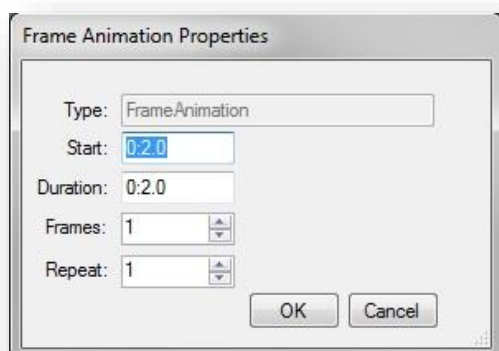 Frame Animation Properties
Type: FrameAnimation
Start: 0:2.0
Duration: 0:2.0
Frames: 1
Repeat: 1
OK Cancel